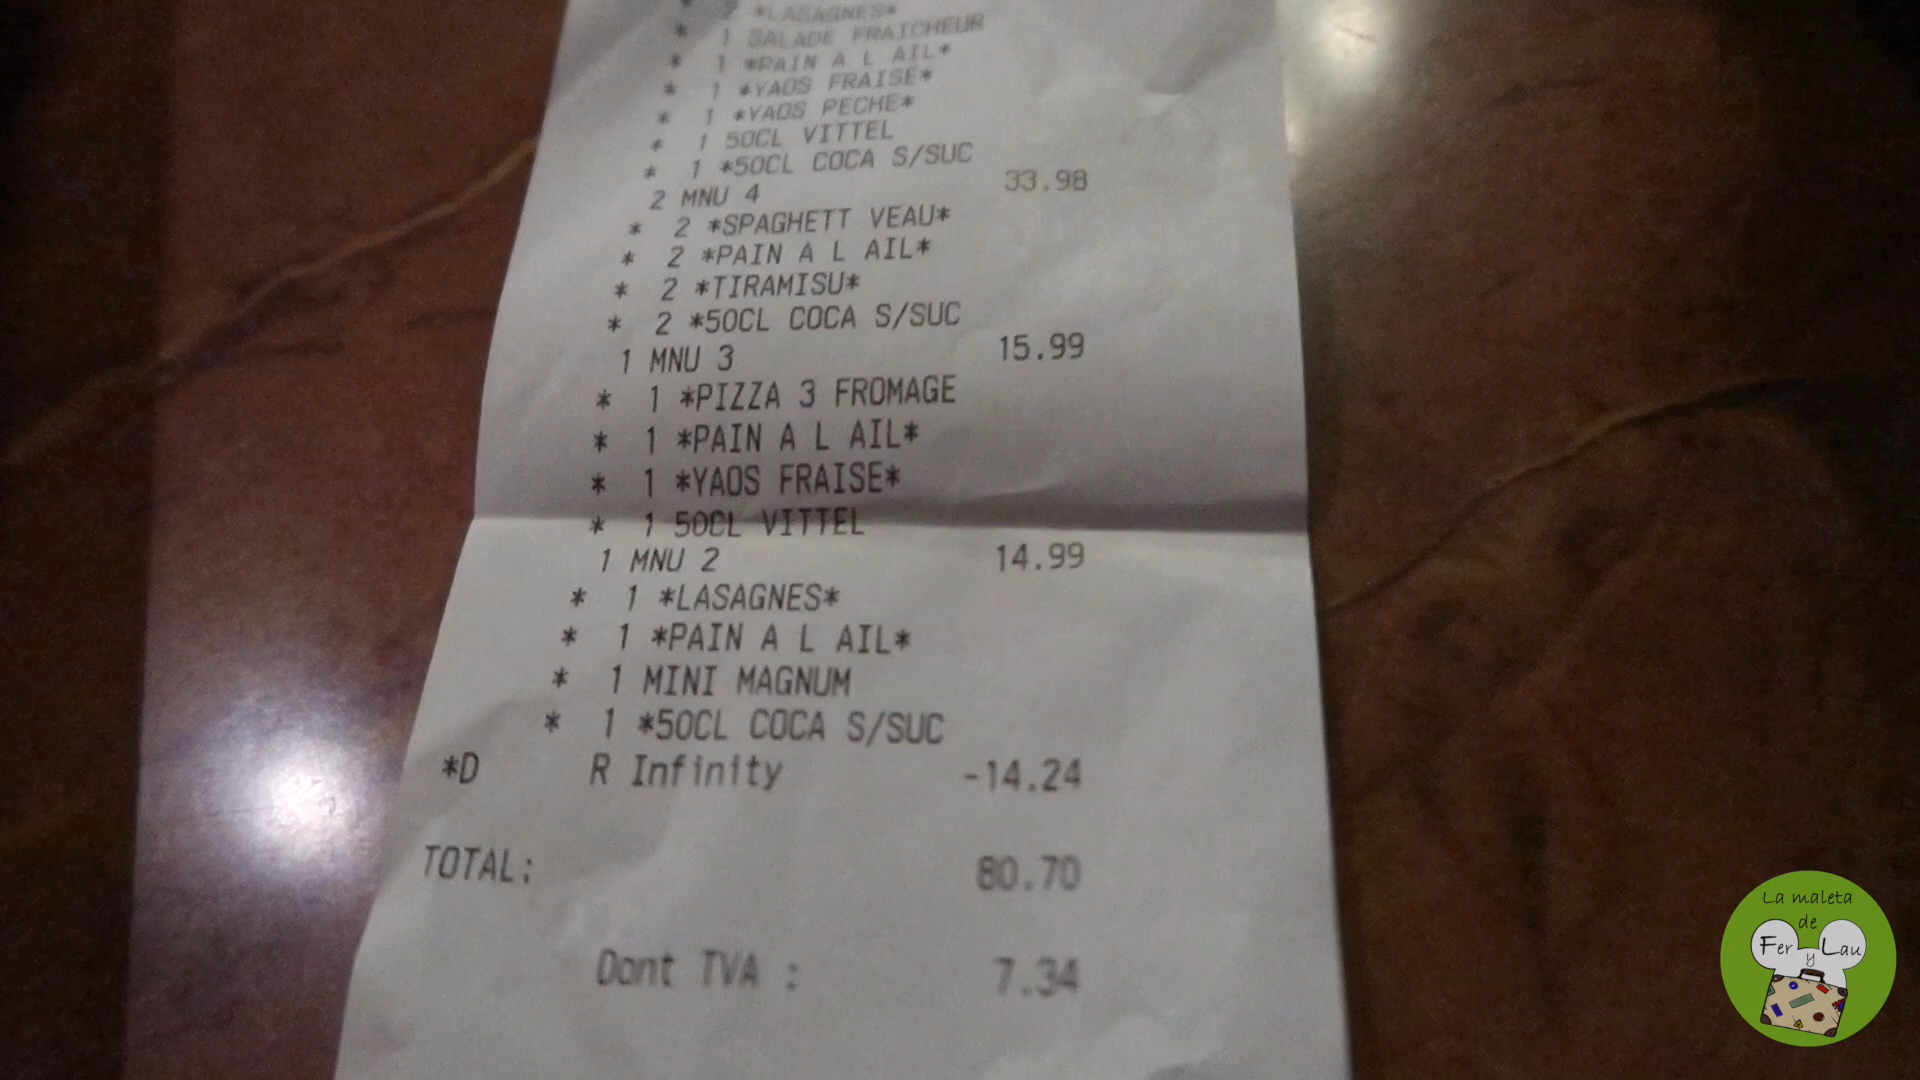 * 2 *LASAGNES*
* 1 SALADE FRAICHEUR
* 1 *PAIN A L AIL*
* 1 *YAOS FRAISE*
* 1 *YAOS PECHE*
* 1 50CL VITTEL
* 1 *50CL COCA S/SUC
2 MNU 4 33.98
* 2 *SPAGHETT VEAU*
* 2 *PAIN A L AIL*
* 2 *TIRAMISU*
* 2 *50CL COCA S/SUC
1 MNU 3 15.99
* 1 *PIZZA 3 FROMAGE
* 1 *PAIN A L AIL*
* 1 *YAOS FRAISE*
* 1 50CL VITTEL
1 MNU 2 14.99
* 1 *LASAGNES*
* 1 *PAIN A L AIL*
* 1 MINI MAGNUM
* 1 *50CL COCA S/SUC
*D R Infinity -14.24
TOTAL: 80.70
Dont TVA : 7.34
La maleta
de
Fer y Lau